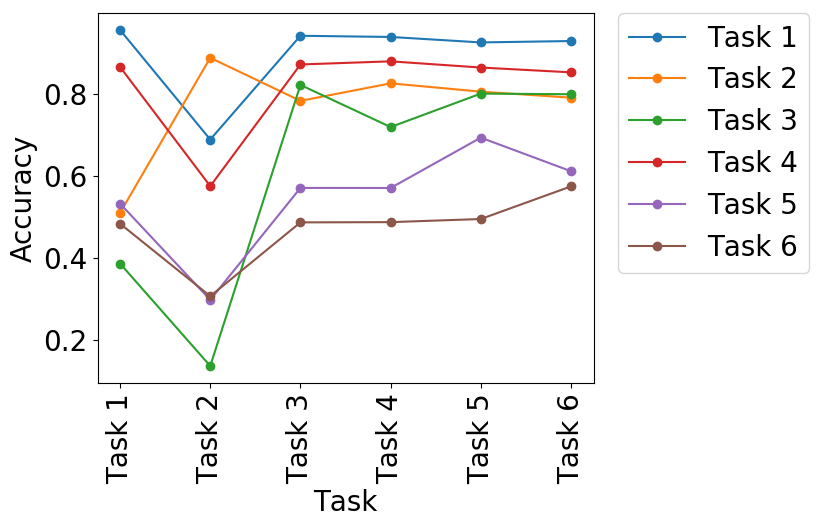 Accuracy
0.8
0.6
0.4
0.2
Task 1
Task 2
Task 3
Task 4
Task 5
Task 6
Task
Task 1
Task 2
Task 3
Task 4
Task 5
Task 6